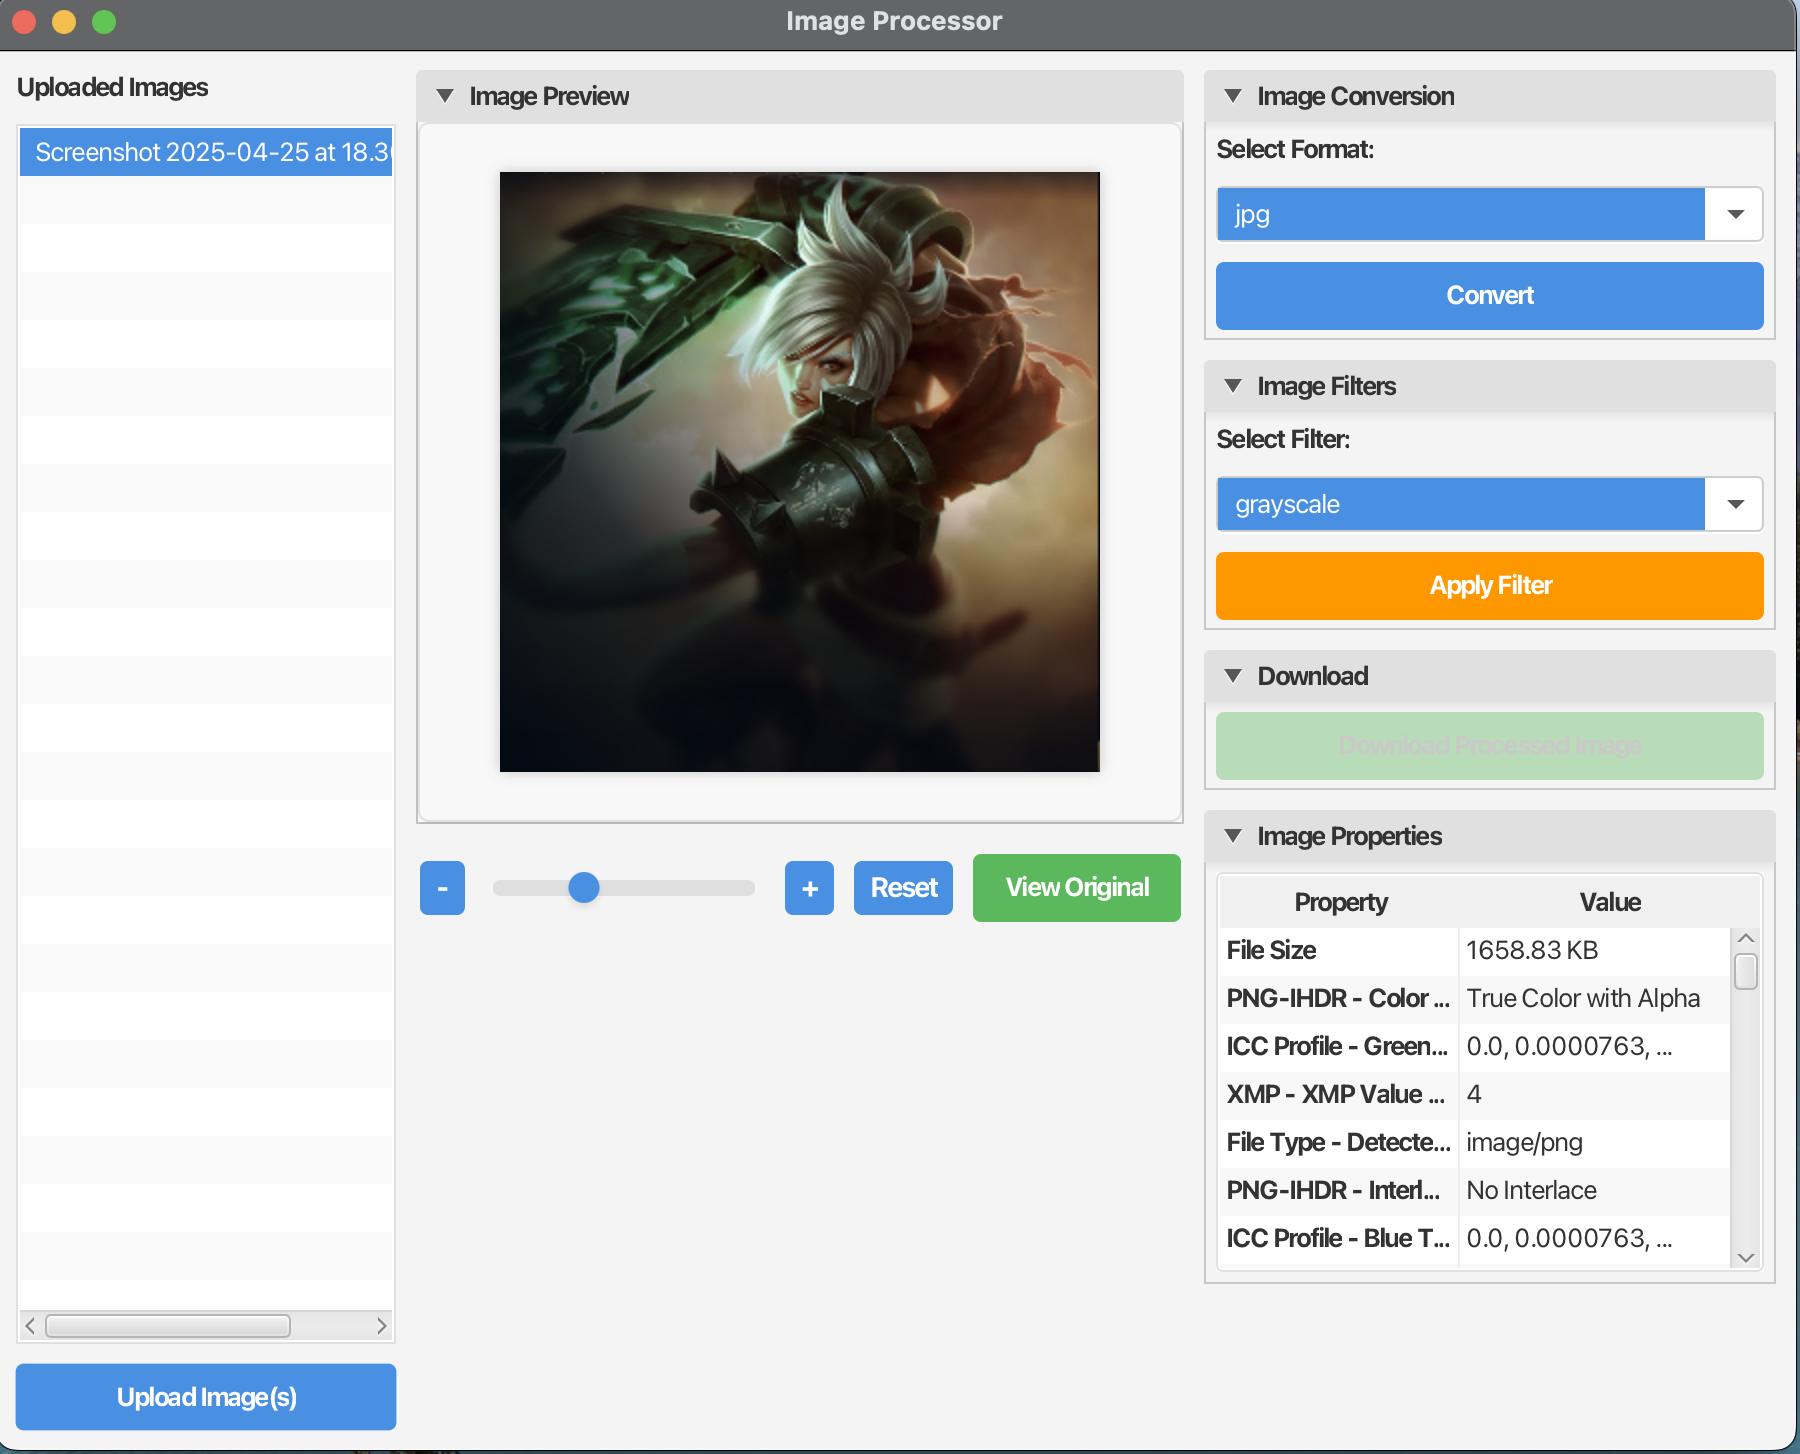 Image Processor
Uploaded Images
Screenshot 2025-04-25 at 18.3
Upload Image(s)
Image Preview
-
+
Reset
View Original
Image Conversion
Select Format:
jpg
Convert
Image Filters
Select Filter:
grayscale
Apply Filter
Download
Download Processed Image
Image Properties
Property Value
File Size 1658.83 KB
PNG-IHDR - Color ... True Color with Alpha
ICC Profile - Green... 0.0, 0.0000763, ...
XMP - XMP Value ... 4
File Type - Detecte... image/png
PNG-IHDR - Interl... No Interlace
ICC Profile - Blue T... 0.0, 0.0000763, ...